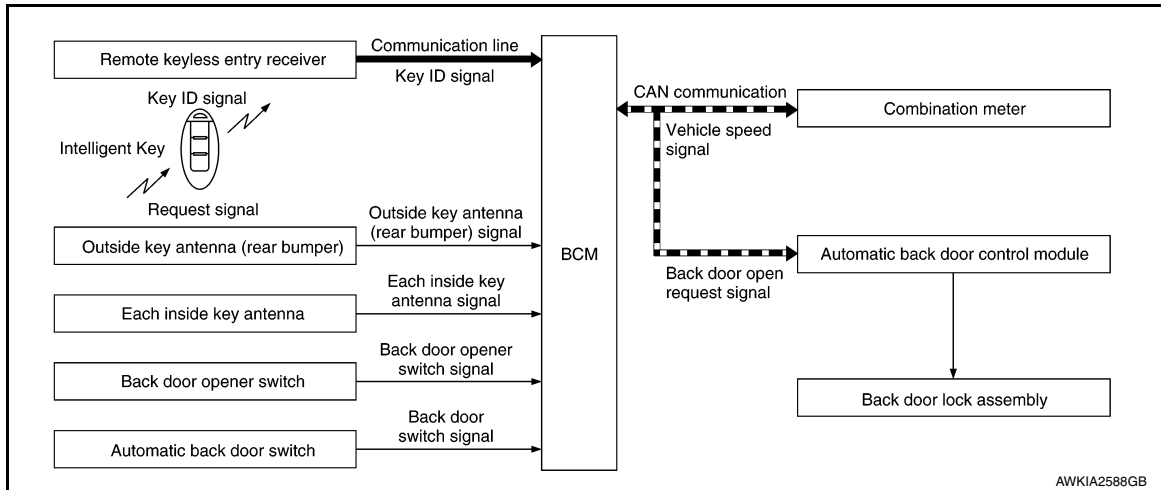 Remote keyless entry receiver
Communication line
Key ID signal
Key ID signal
Intelligent Key
Request signal
Outside key antenna (rear bumper)
Outside key antenna
(rear bumper) signal
Each inside key antenna
Each inside key
antenna signal
Back door opener switch
Back door opener
switch signal
Automatic back door switch
Back door
switch signal
BCM
CAN communication
Vehicle speed
signal
Combination meter
Back door open
request signal
Automatic back door control module
Back door lock assembly
AWKIA2588GB